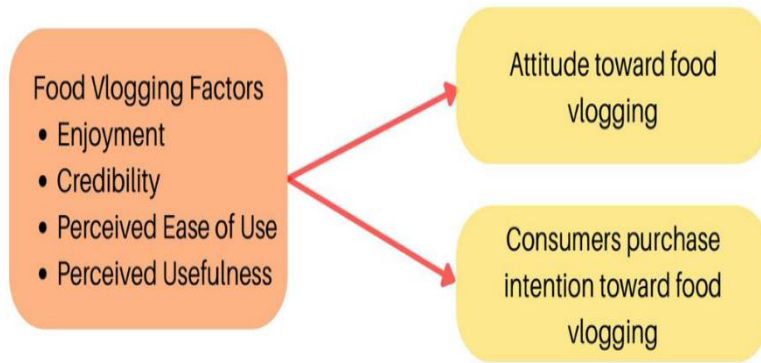 Food Vlogging Factors
• Enjoyment
• Credibility
• Perceived Ease of Use
• Perceived Usefulness
Attitude toward food
vlogging
Consumers purchase
intention toward food
vlogging